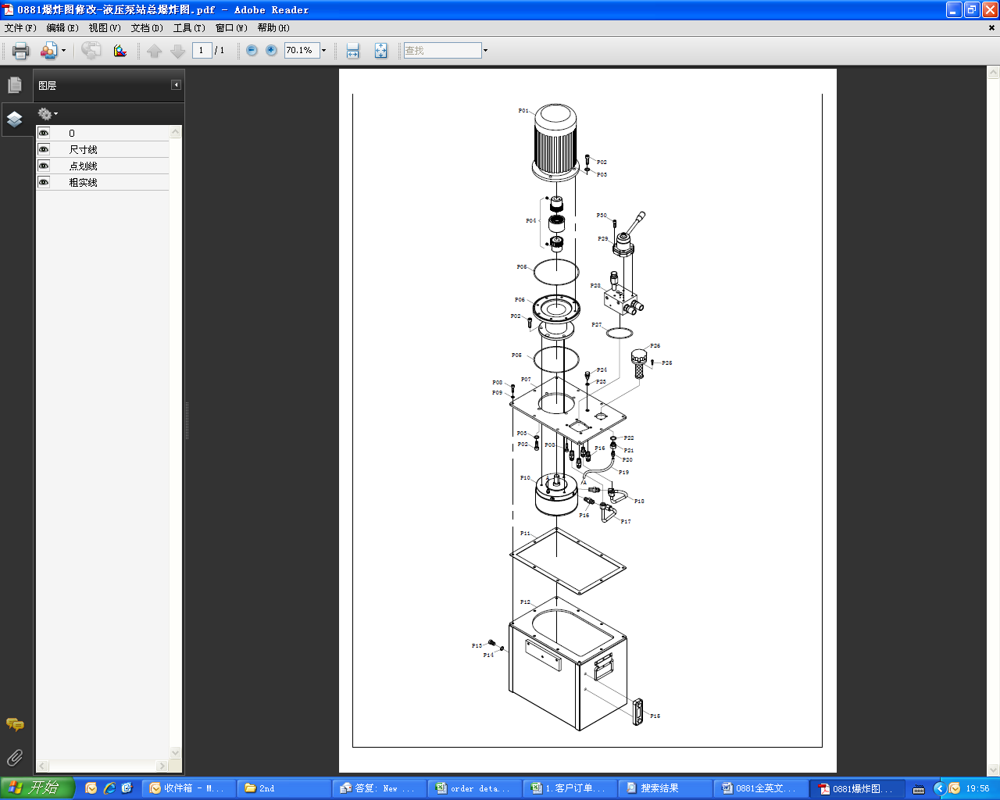 0881爆炸图修改-液压泵站总爆炸图.pdf - Adobe Reader
文件(F) 编辑(E) 视图(V) 文档(D) 工具(T) 窗口(W) 帮助(H)
1 / 1 70.1% 查找
图层
0
尺寸线
点划线
粗实线
P01
P02
P03
P04
P30
P29
P05
P28
P06
P02
P27
P26
P05
P25
P24
P07
P23
P08
P09
P03
P22
P02
P08
P16
P21
P20
P19
P10
A
P18
P16
P17
P11
P12
P13
P14
P15
开始 收件箱 - M... 2nd 答复: New ... order deta... 1.客户订单... 搜索结果 0881全英文... 0881爆炸图... 19:56